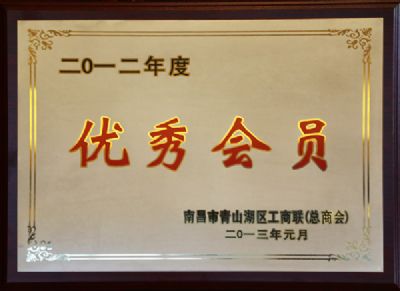 二0一二年度
优秀会员
南昌市青山湖区工商联(总商会)
二0一三年元月